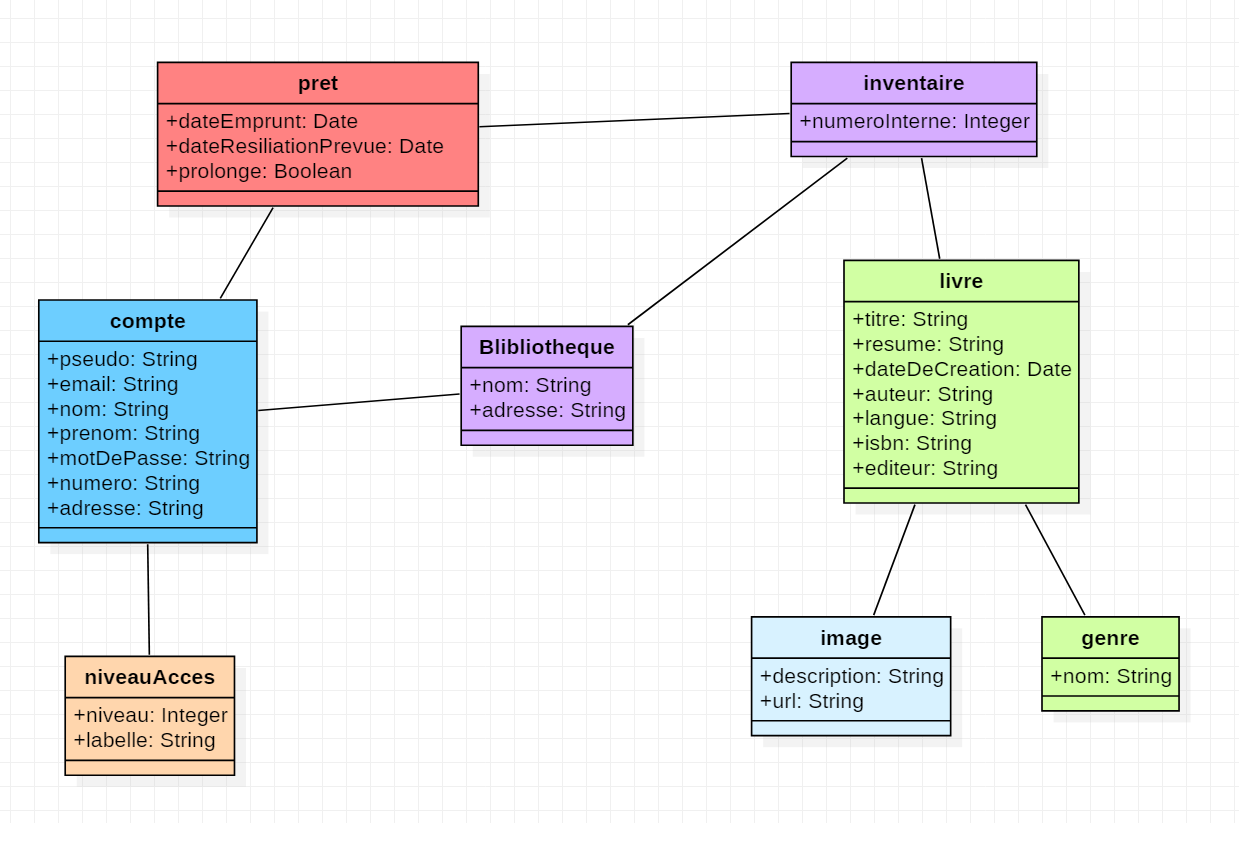 pret
+dateEmprunt: Date
+dateResiliationPrevue: Date
+prolonge: Boolean
inventaire
+numeroInterne: Integer
compte
+pseudo: String
+email: String
+nom: String
+prenom: String
+motDePasse: String
+numero: String
+adresse: String
Blibliotheque
+nom: String
+adresse: String
livre
+titre: String
+resume: String
+dateDeCreation: Date
+auteur: String
+langue: String
+isbn: String
+editeur: String
niveauAcces
+niveau: Integer
+labelle: String
image
+description: String
+url: String
genre
+nom: String